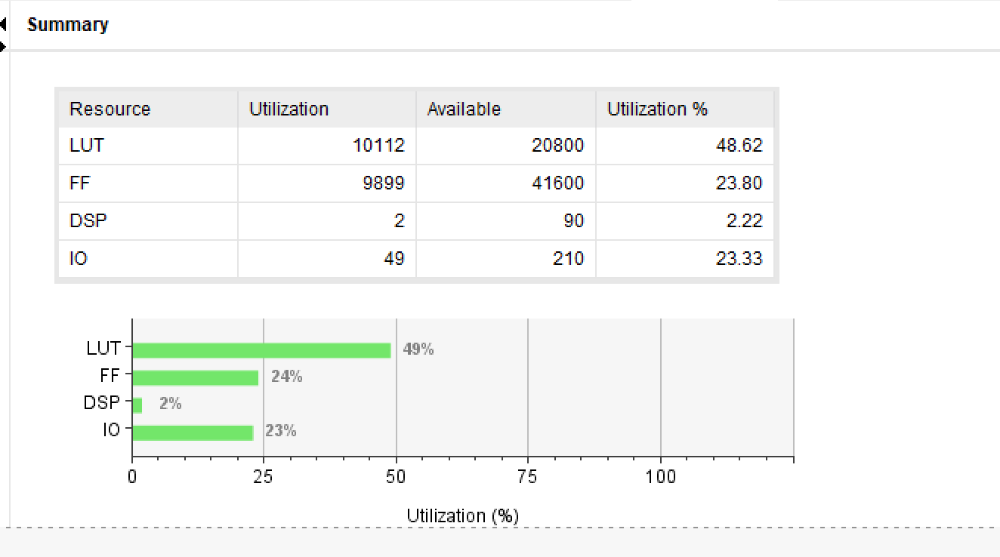 Summary
Resource Utilization Available Utilization %
LUT 10112 20800 48.62
FF 9899 41600 23.80
DSP 2 90 2.22
IO 49 210 23.33
LUT 49%
FF 24%
DSP 2%
IO 23%
0 25 50 75 100
Utilization (%)